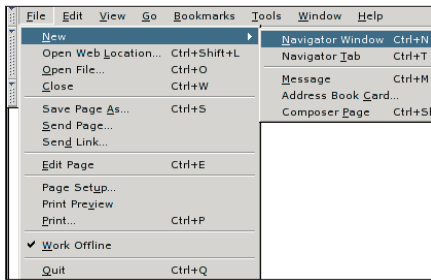 File Edit View Go Bookmarks Tools Window Help
New
Open Web Location... Ctrl+Shift+L
Open File... Ctrl+O
Close Ctrl+W
Save Page As... Ctrl+S
Send Page...
Send Link...
Edit Page Ctrl+E
Page Setup...
Print Preview
Print... Ctrl+P
Work Offline
Quit Ctrl+Q
Navigator Window Ctrl+N
Navigator Tab Ctrl+T
Message Ctrl+M
Address Book Card...
Composer Page